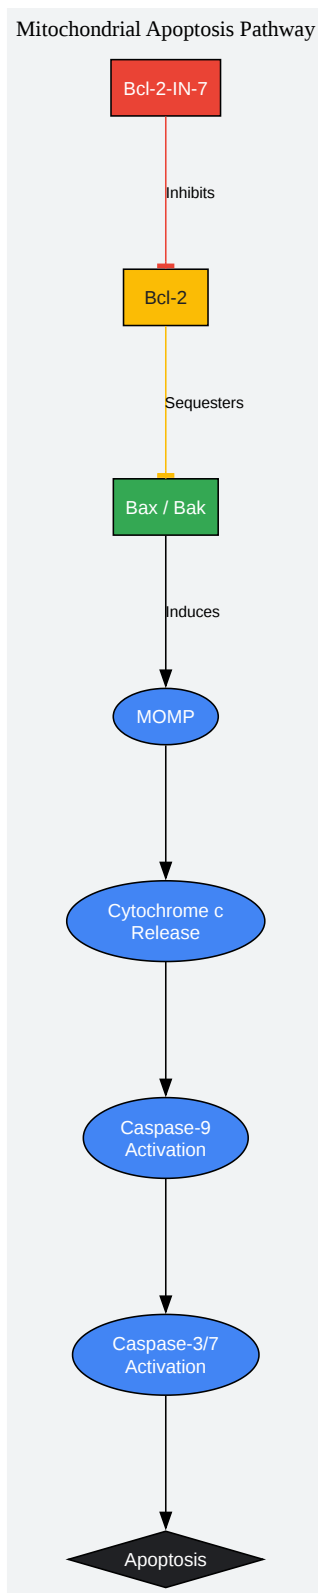 Mitochondrial Apoptosis Pathway
Bcl-2-IN-7
Inhibits
Bcl-2
Sequesters
Bax / Bak
Induces
MOMP
Cytochrome c
Release
Caspase-9
Activation
Caspase-3/7
Activation
Apoptosis